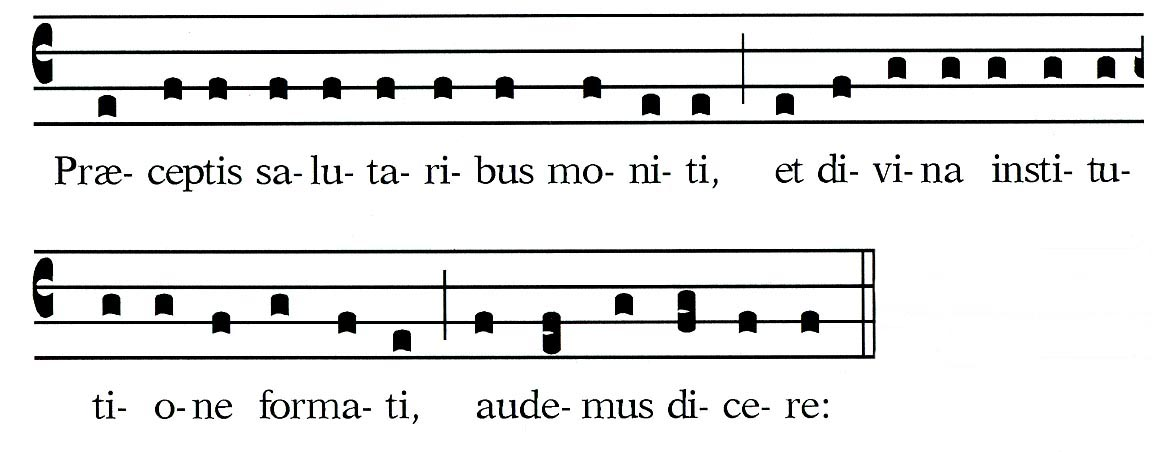 Præ- ceptis sa- lu- ta- ri- bus mo- ni- ti, et di- vi- na insti- tu-
ti- o- ne forma- ti, aude- mus di- ce- re: